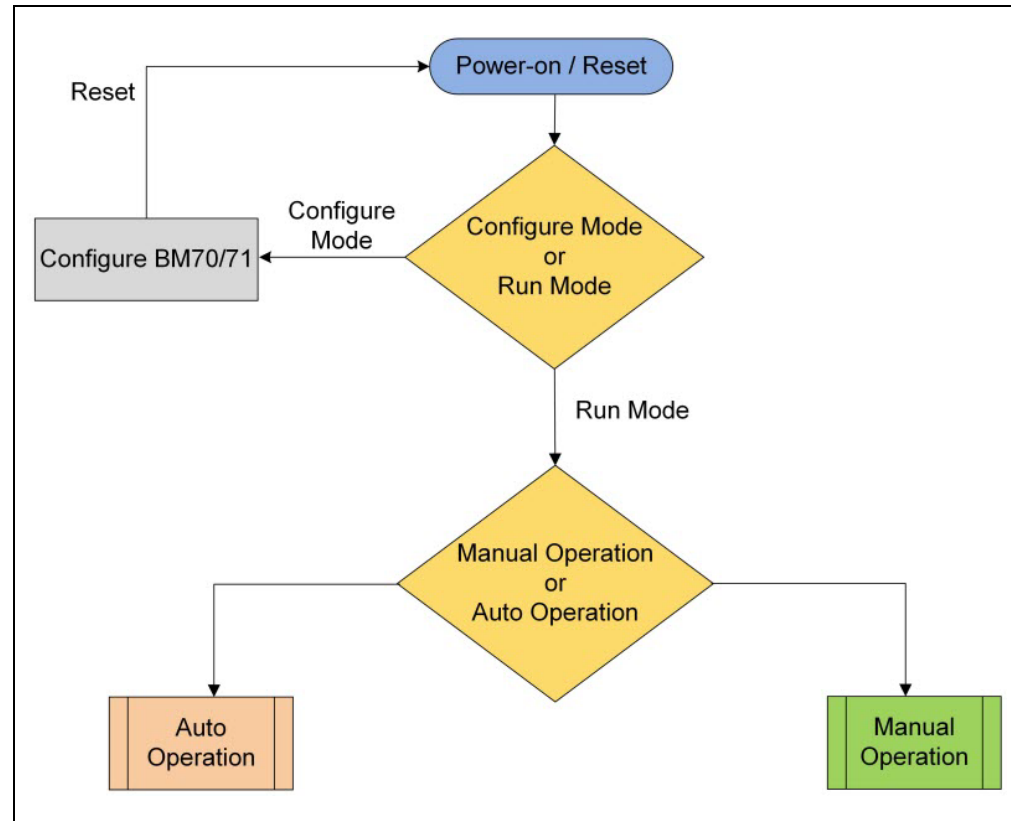 Power-on / Reset
Reset
Configure
Mode
Configure Mode
or
Run Mode
Configure BM70/71
Run Mode
Manual Operation
or
Auto Operation
Auto
Operation
Manual
Operation